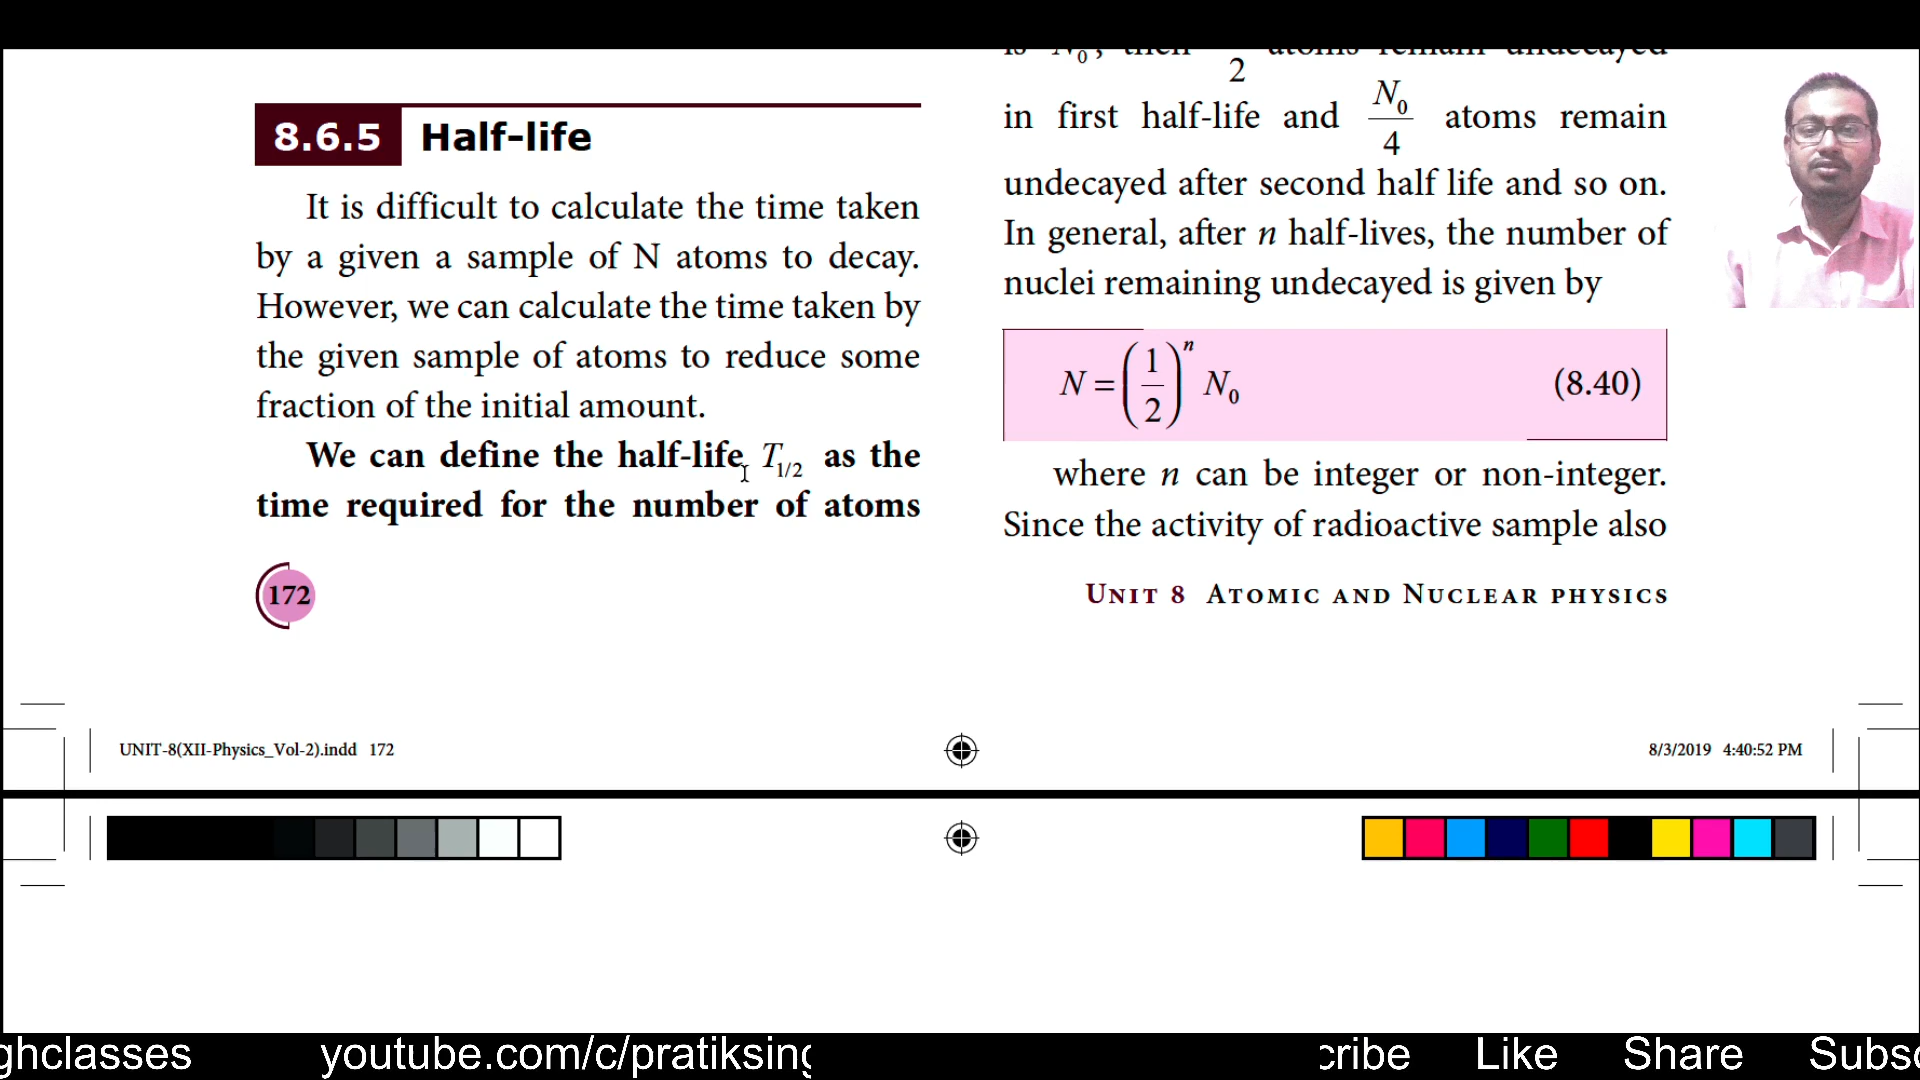 8.6.5 Half-life
It is difficult to calculate the time taken
by a given a sample of N atoms to decay.
However, we can calculate the time taken by
the given sample of atoms to reduce some
fraction of the initial amount.
We can define the half-life T1/2 as the
time required for the number of atoms
172
is N0, then 2 atoms remain undecayed
in first half-life and N0/4 atoms remain
undecayed after second half life and so on.
In general, after n half-lives, the number of
nuclei remaining undecayed is given by
N = (1/2)^n N0 (8.40)
where n can be integer or non-integer.
Since the activity of radioactive sample also
UNIT 8 ATOMIC AND NUCLEAR PHYSICS
UNIT-8(XII-Physics_Vol-2).indd 172
8/3/2019 4:40:52 PM
ghclasses youtube.com/c/pratiksing cribe Like Share Subsc